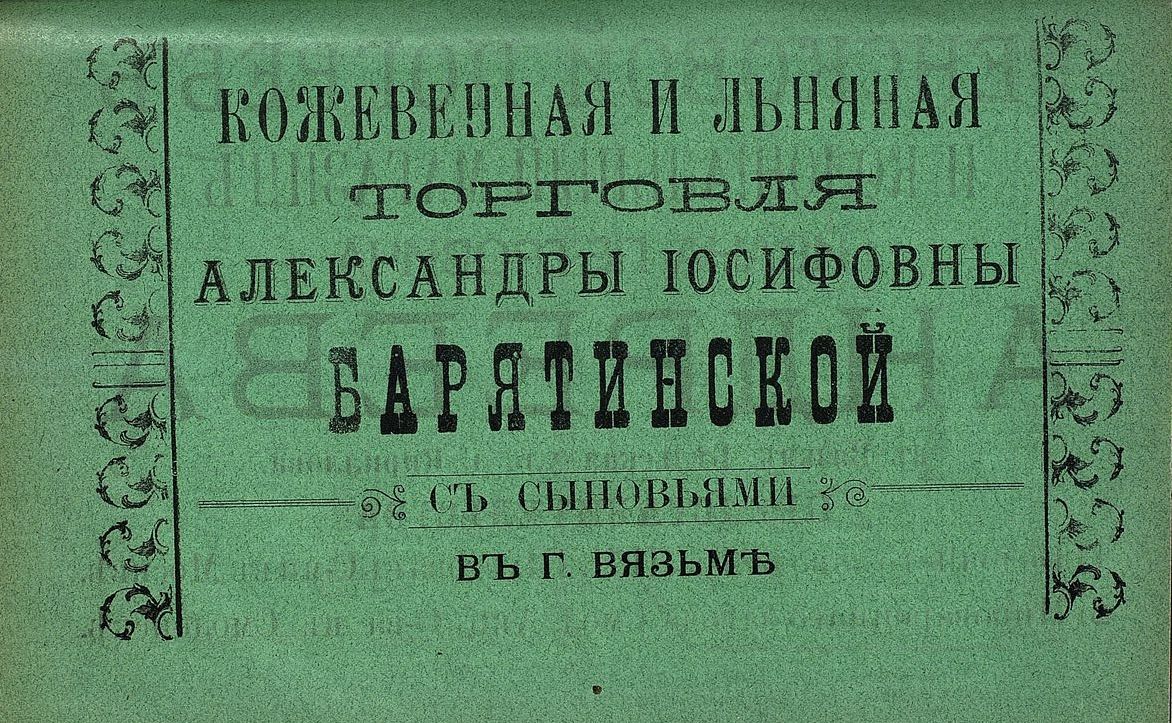 КОЖЕВЕННАЯ И ЛЬНЯНАЯ
ТОРГОВЛЯ
АЛЕКСАНДРЫ ІОСИФОВНЫ
БАРЯТИНСКОЙ
СЪ СЫНОВЬЯМИ
ВЪ Г. ВЯЗЬМѢ